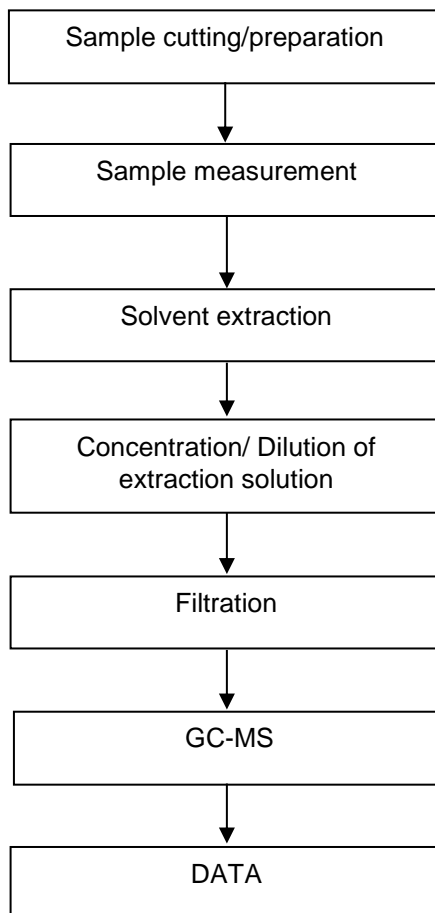 Sample cutting/preparation
Sample measurement
Solvent extraction
Concentration/ Dilution of
extraction solution
Filtration
GC-MS
DATA